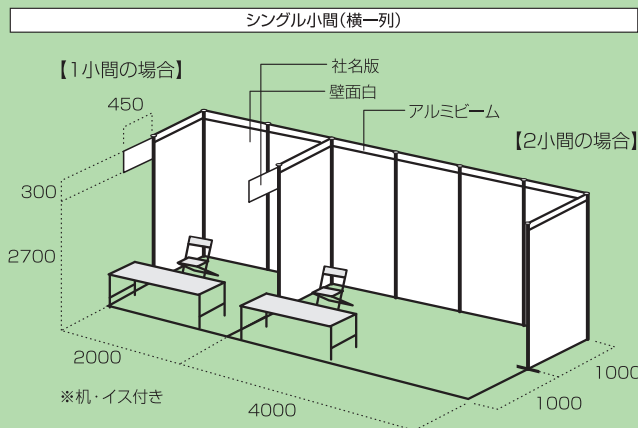 シングル小間(横一列)
【1小間の場合】
社名版
450
壁面白
アルミビーム
【2小間の場合】
300
2700
2000
1000
※机・イス付き
1000
4000